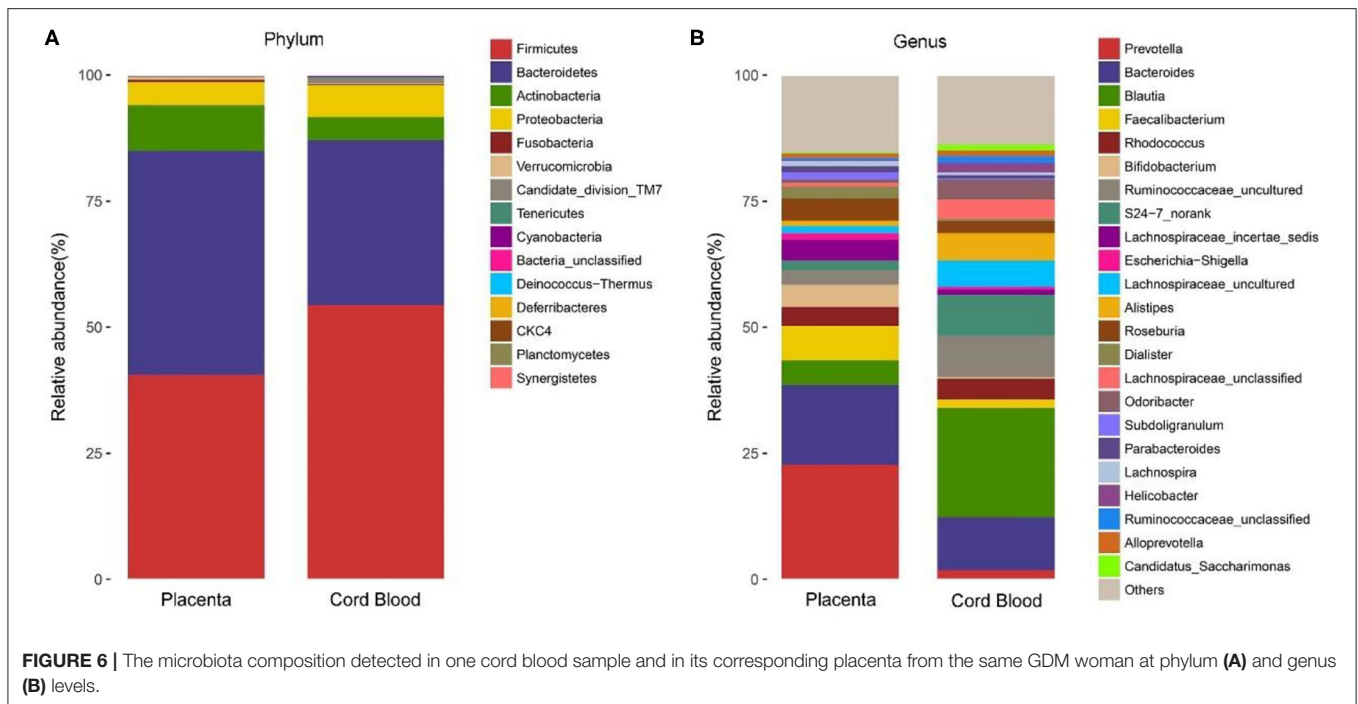 A
Phylum
100
75
50
25
0
Relative abundance(%)
Placenta
Cord Blood
Firmicutes
Bacteroidetes
Actinobacteria
Proteobacteria
Fusobacteria
Verrucomicrobia
Candidate_division_TM7
Tenericutes
Cyanobacteria
Bacteria_unclassified
Deinococcus-Thermus
Deferribacteres
CKC4
Planctomycetes
Synergistetes
B
Genus
100
75
50
25
0
Relative abundance(%)
Placenta
Cord Blood
Prevotella
Bacteroides
Blautia
Faecalibacterium
Rhodococcus
Bifidobacterium
Ruminococcaceae_uncultured
S24-7_norank
Lachnospiraceae_incertae_sedis
Escherichia-Shigella
Lachnospiraceae_uncultured
Alistipes
Roseburia
Dialister
Lachnospiraceae_unclassified
Odoribacter
Subdoligranulum
Parabacteroides
Lachnospira
Helicobacter
Ruminococcaceae_unclassified
Alloprevotella
Candidatus_Saccharimonas
Others
FIGURE 6 | The microbiota composition detected in one cord blood sample and in its corresponding placenta from the same GDM woman at phylum (A) and genus
(B) levels.